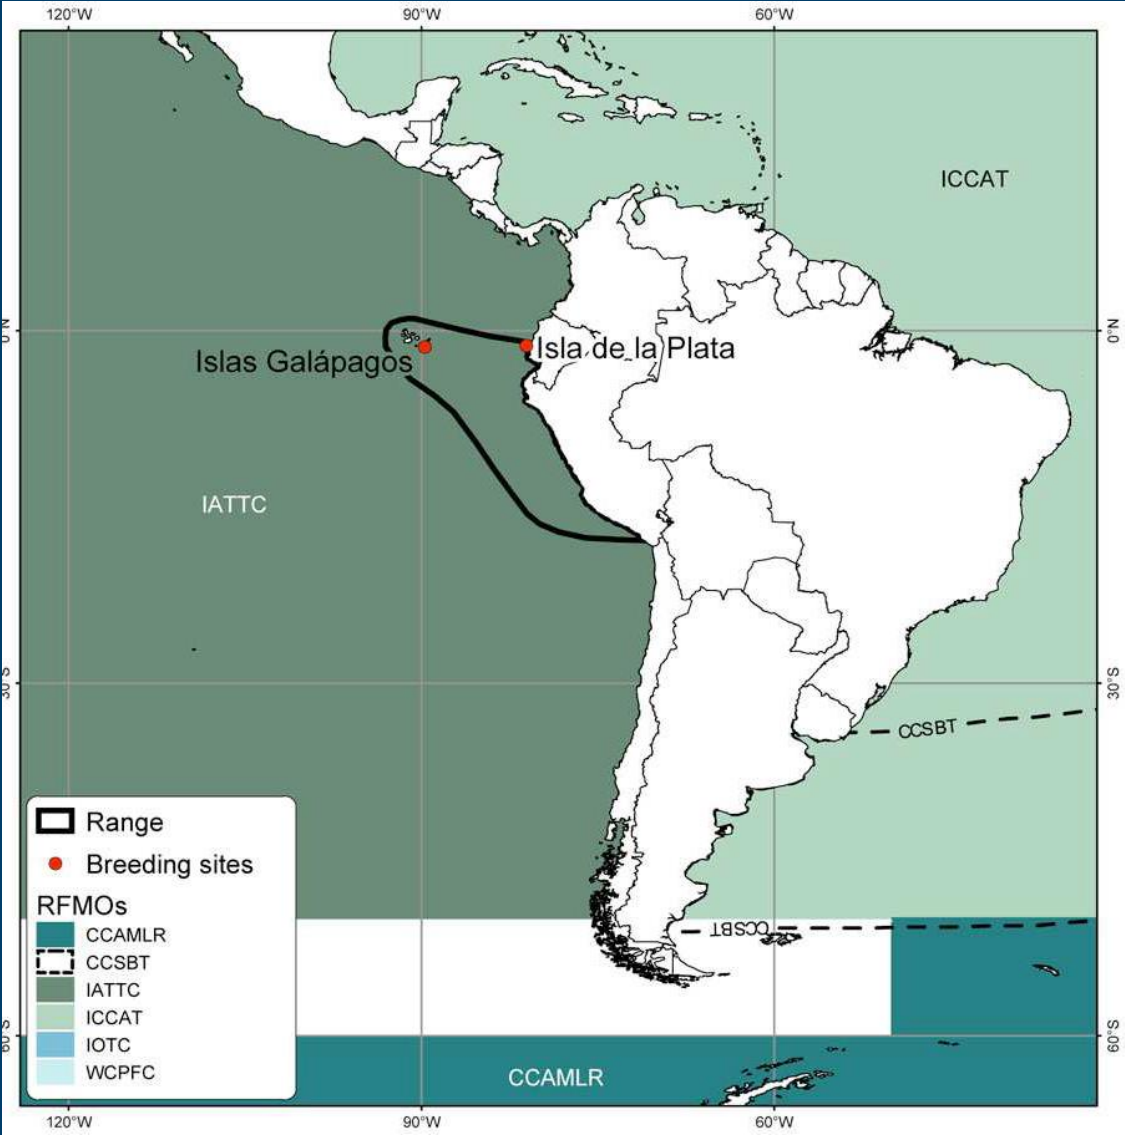 120°W 90°W 60°W
ICCAT
0°N 0°N
Isla de la Plata
Islas Galápagos
IATTC
30°S 30°S
CCSBT
Range
Breeding sites
RFMOs
CCAMLR
CCSBT
IATTC
ICCAT
IOTC
WCPFC
CCSBT
60°S 60°S
CCAMLR
120°W 90°W 60°W